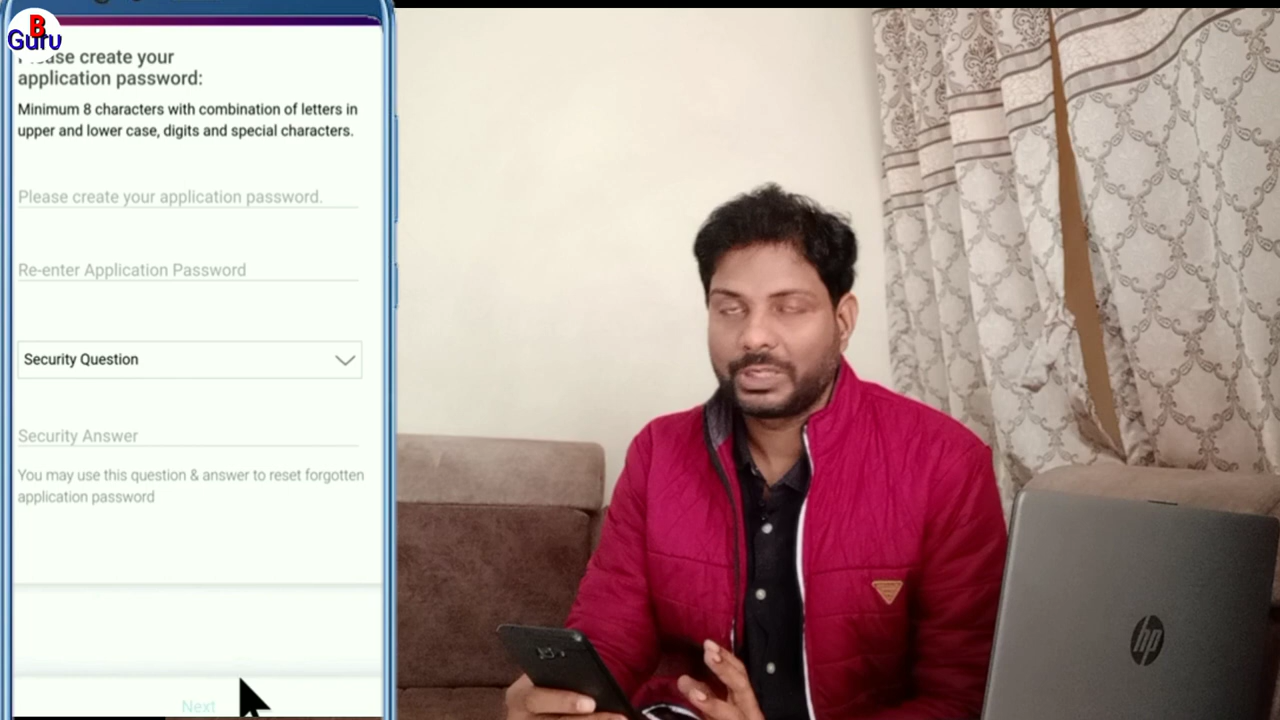 B
Guru
Please create your
application password:
Minimum 8 characters with combination of letters in
upper and lower case, digits and special characters.
Please create your application password.
Re-enter Application Password
Security Question
Security Answer
You may use this question & answer to reset forgotten
application password
Next
hp